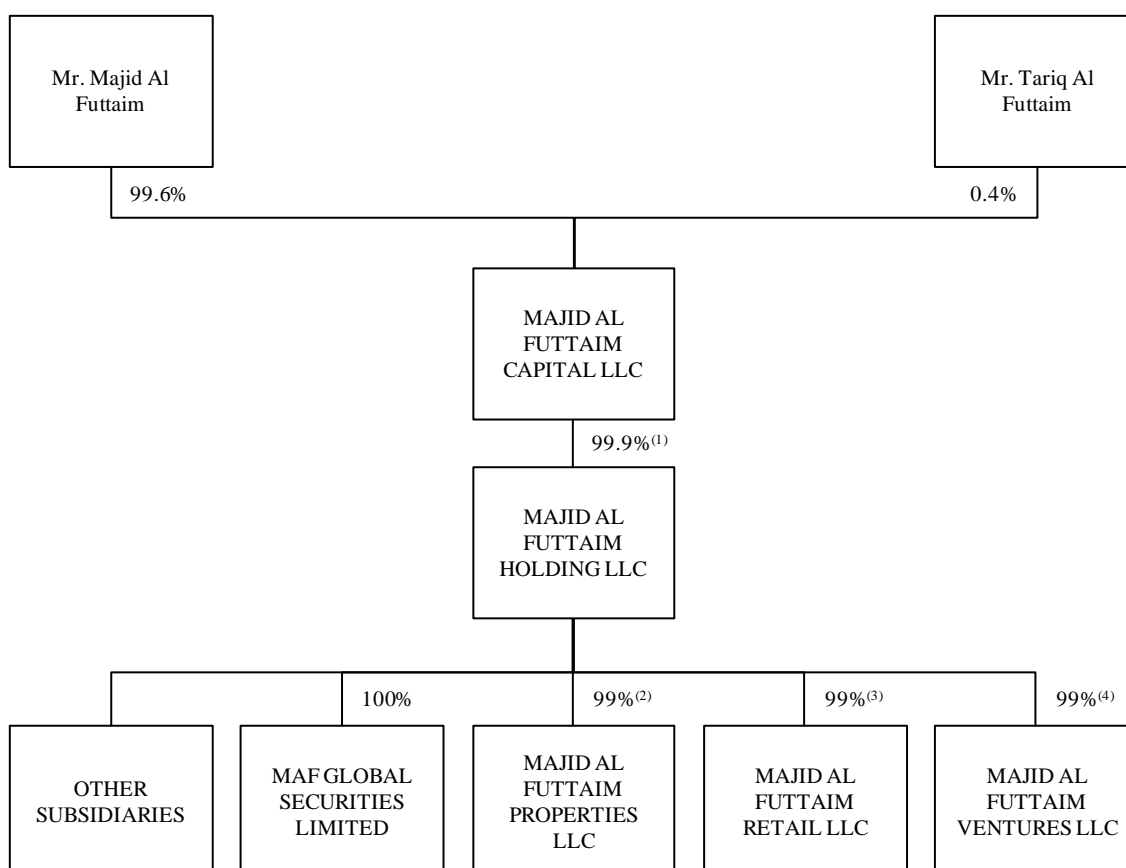 Mr. Majid Al
Futtaim
Mr. Tariq Al
Futtaim
99.6%
0.4%
MAJID AL
FUTTAIM
CAPITAL LLC
99.9%(1)
MAJID AL
FUTTAIM
HOLDING LLC
100%
99%(2)
99%(3)
99%(4)
OTHER
SUBSIDIARIES
MAF GLOBAL
SECURITIES
LIMITED
MAJID AL
FUTTAIM
PROPERTIES
LLC
MAJID AL
FUTTAIM
RETAIL LLC
MAJID AL
FUTTAIM
VENTURES LLC